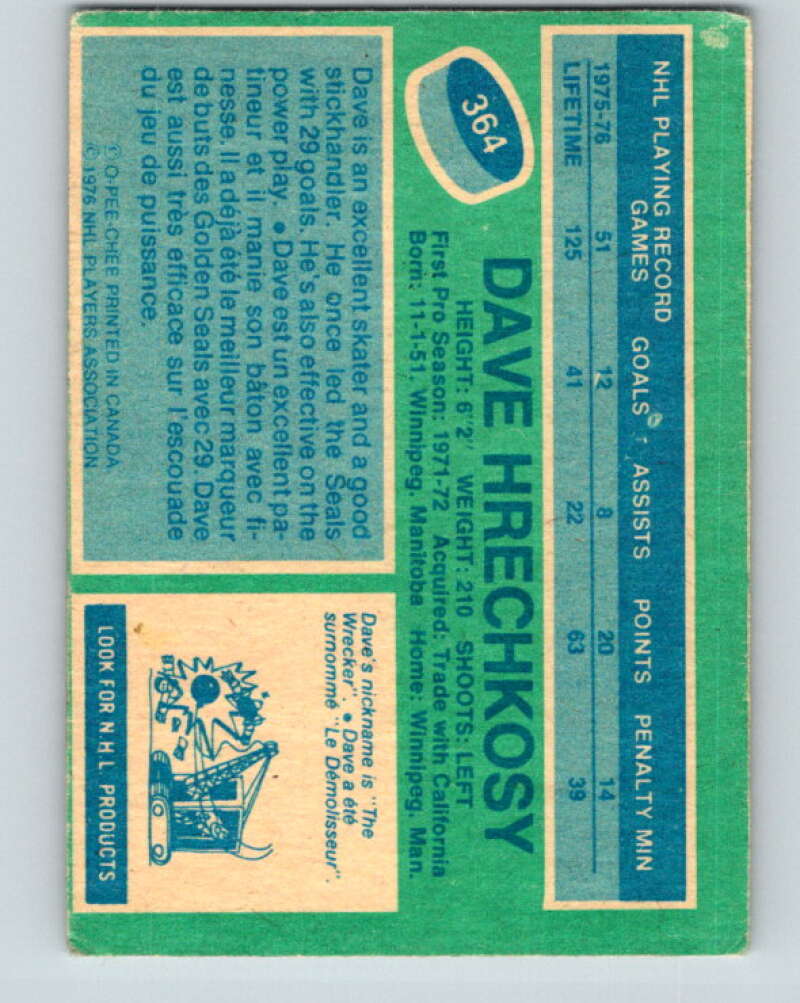 NHL PLAYING RECORD
GAMES GOALS ASSISTS POINTS PENALTY MIN
1975-76 51 12 8 20 14
LIFETIME 125 41 22 63 39
364
DAVE HRECHKOSY
HEIGHT: 6'2" WEIGHT: 210 SHOOTS: LEFT
First Pro Season: 1971-72 Acquired: Trade with California
Born: 11-1-51, Winnipeg, Manitoba Home: Winnipeg, Man.
Dave is an excellent skater and a good
stickhandler. He once led the Seals
with 29 goals. He's also effective on the
power play. • Dave est un excellent pa-
tineur et il manie son bâton avec fi-
nesse. Il a déjà été le meilleur marqueur
de buts des Golden Seals avec 29. Dave
est aussi très efficace sur l'escouade
du jeu de puissance.
© O-PEE-CHEE PRINTED IN CANADA
© 1976 NHL PLAYERS ASSOCIATION
Dave's nickname is "The
Wrecker". • Dave a été
surnommé "Le Démolisseur".
LOOK FOR N H L PRODUCTS